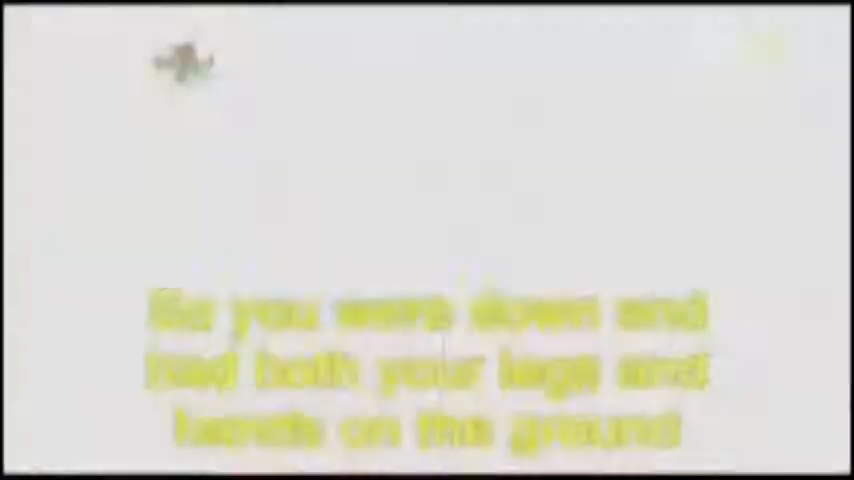 So you were down and
had both your legs and
hands on the ground